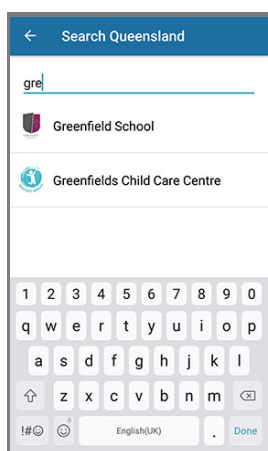 Search Queensland
gre
Greenfield School
Greenfields Child Care Centre
1 2 3 4 5 6 7 8 9 0
q w e r t y u i o p
a s d f g h j k l
z x c v b n m
!#☺ English(UK) . Done